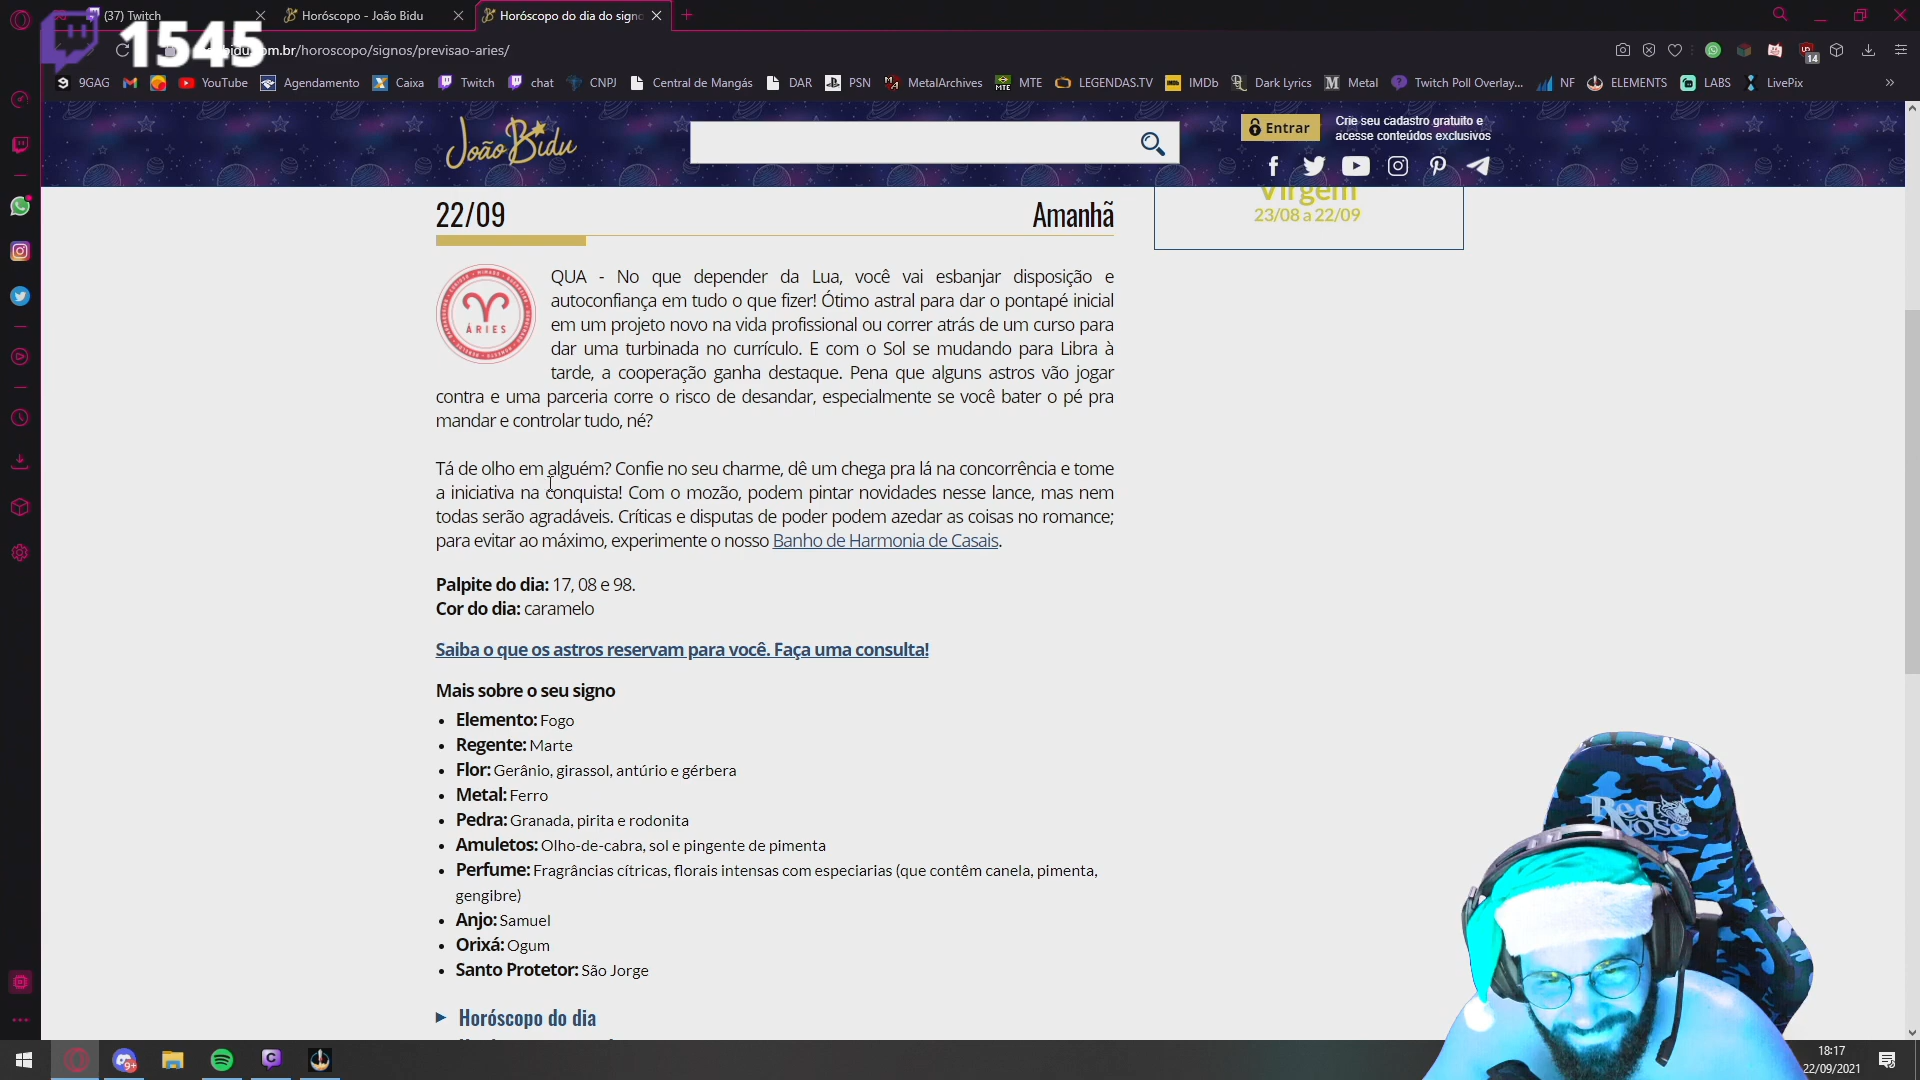 (37) Twitch
Horóscopo - João Bidu
Horóscopo do dia do sign
1545
bidu.com.br/horoscopo/signos/previsao-aries/
14
9GAG
YouTube
Agendamento
Caixa
Twitch
chat
CNPJ
Central de Mangás
DAR
PSN
MetalArchives
MTE
LEGENDAS.TV
IMDb
Dark Lyrics
Metal
Twitch Poll Overlay...
NF
ELEMENTS
LABS
LivePix
João Bidu
Entrar
Crie seu cadastro gratuito e
acesse conteúdos exclusivos
Virgem
23/08 a 22/09
22/09
Amanhã
ÁRIES
QUA - No que depender da Lua, você vai esbanjar disposição e
autoconfiança em tudo o que fizer! Ótimo astral para dar o pontapé inicial
em um projeto novo na vida profissional ou correr atrás de um curso para
dar uma turbinada no currículo. E com o Sol se mudando para Libra à
tarde, a cooperação ganha destaque. Pena que alguns astros vão jogar
contra e uma parceria corre o risco de desandar, especialmente se você bater o pé pra
mandar e controlar tudo, né?
Tá de olho em alguém? Confie no seu charme, dê um chega pra lá na concorrência e tome
a iniciativa na conquista! Com o mozão, podem pintar novidades nesse lance, mas nem
todas serão agradáveis. Críticas e disputas de poder podem azedar as coisas no romance;
para evitar ao máximo, experimente o nosso Banho de Harmonia de Casais.
Palpite do dia: 17, 08 e 98.
Cor do dia: caramelo
Saiba o que os astros reservam para você. Faça uma consulta!
Mais sobre o seu signo
Elemento: Fogo
Regente: Marte
Flor: Gerânio, girassol, antúrio e gérbera
Metal: Ferro
Pedra: Granada, pirita e rodonita
Amuletos: Olho-de-cabra, sol e pingente de pimenta
Perfume: Fragrâncias cítricas, florais intensas com especiarias (que contêm canela, pimenta,
gengibre)
Anjo: Samuel
Orixá: Ogum
Santo Protetor: São Jorge
Horóscopo do dia
Red
Nose
9+
18:17
22/09/2021